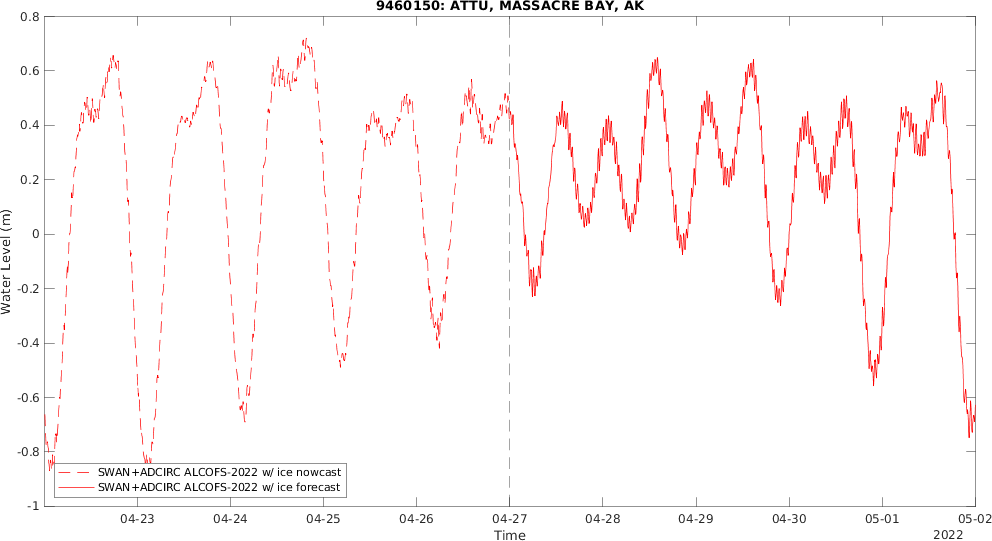 9460150: ATTU, MASSACRE BAY, AK
0.8
0.6
0.4
0.2
0
-0.2
-0.4
-0.6
-0.8
-1
Water Level (m)
SWAN+ADCIRC ALCOFS-2022 w/ ice nowcast
SWAN+ADCIRC ALCOFS-2022 w/ ice forecast
04-23 04-24 04-25 04-26 04-27 04-28 04-29 04-30 05-01 05-02
Time 2022